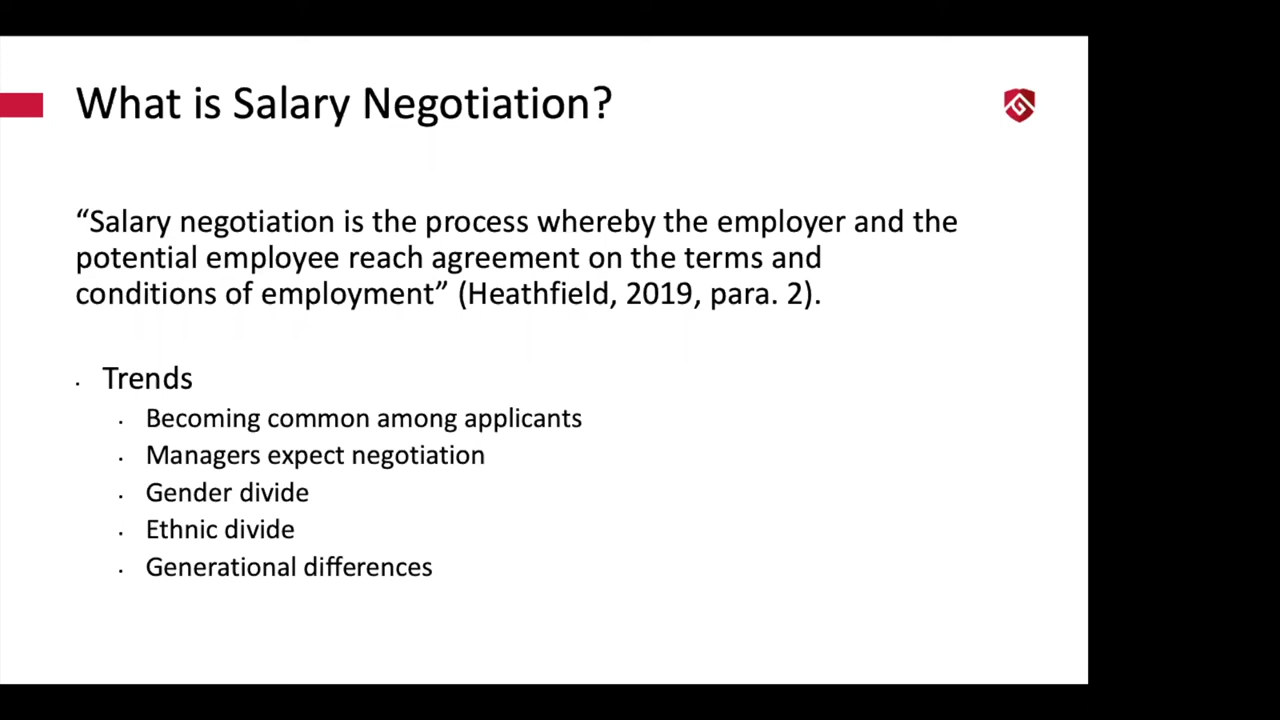 What is Salary Negotiation?
“Salary negotiation is the process whereby the employer and the
potential employee reach agreement on the terms and
conditions of employment” (Heathfield, 2019, para. 2).
· Trends
· Becoming common among applicants
· Managers expect negotiation
· Gender divide
· Ethnic divide
· Generational differences